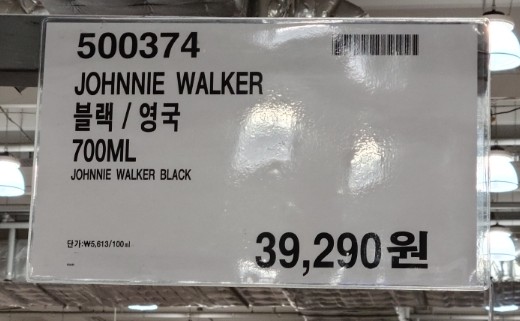 500374
JOHNNIE WALKER
블랙 / 영국
700ML
JOHNNIE WALKER BLACK
단가:₩5,613/100㎖
39,290원